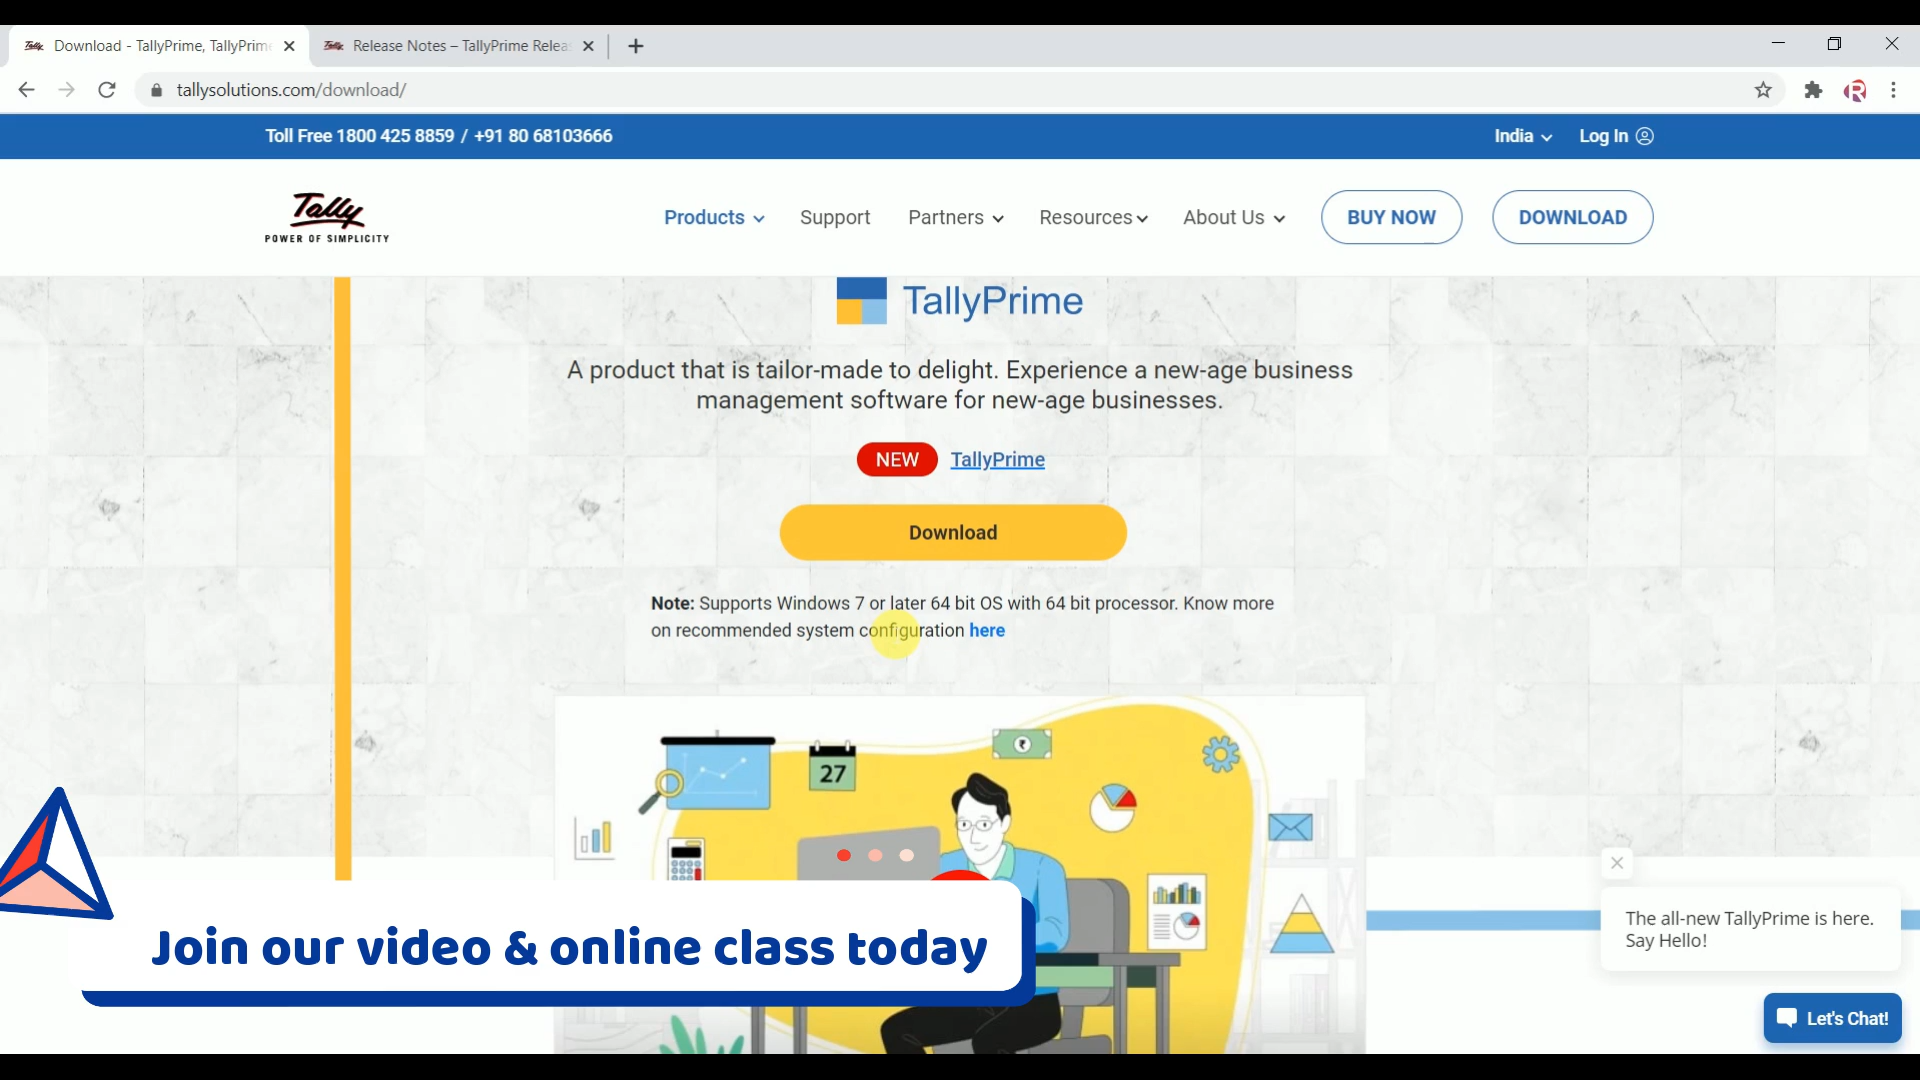 Download - TallyPrime, TallyPrim
Release Notes – TallyPrime Relea
tallysolutions.com/download/
Toll Free 1800 425 8859 / +91 80 68103666
India
Log In
Tally
POWER OF SIMPLICITY
Products
Support
Partners
Resources
About Us
BUY NOW
DOWNLOAD
TallyPrime
A product that is tailor-made to delight. Experience a new-age business
management software for new-age businesses.
NEW TallyPrime
Download
Note: Supports Windows 7 or later 64 bit OS with 64 bit processor. Know more
on recommended system configuration here
27
₹
The all-new TallyPrime is here.
Say Hello!
Join our video & online class today
Let's Chat!